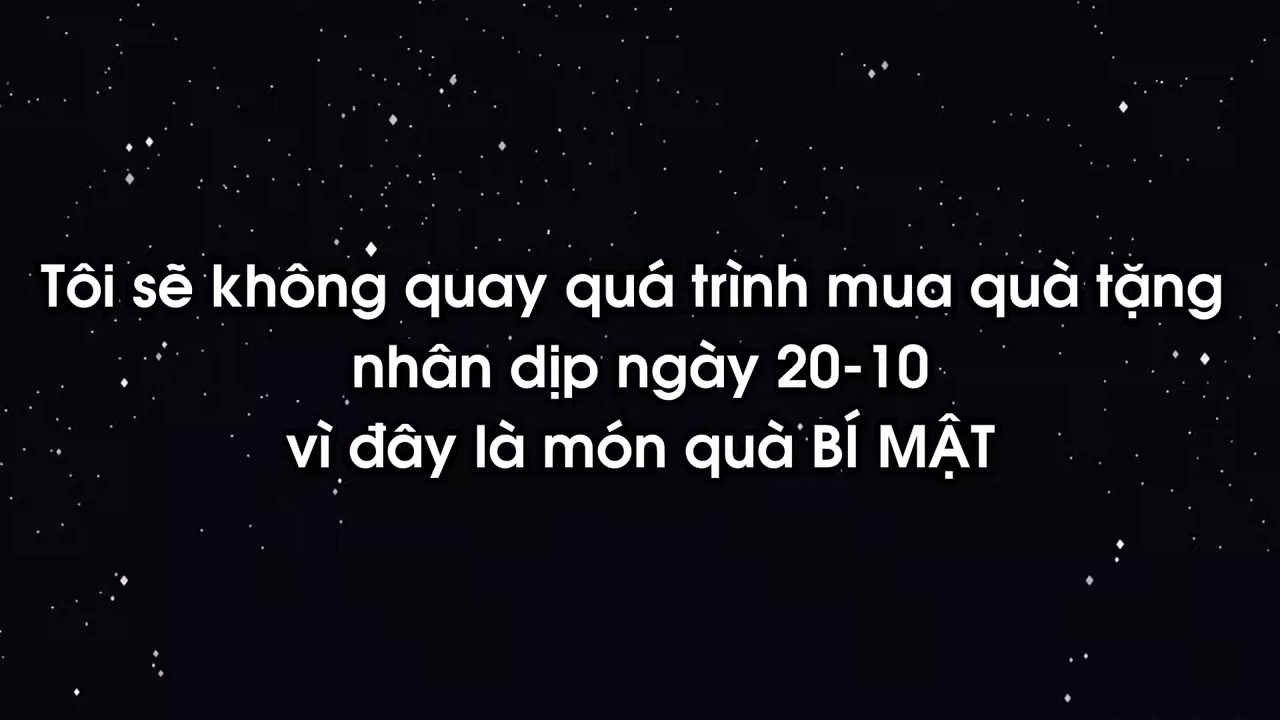 Tôi sẽ không quay quá trình mua quà tặng
nhân dịp ngày 20-10
vì đây là món quà BÍ MẬT